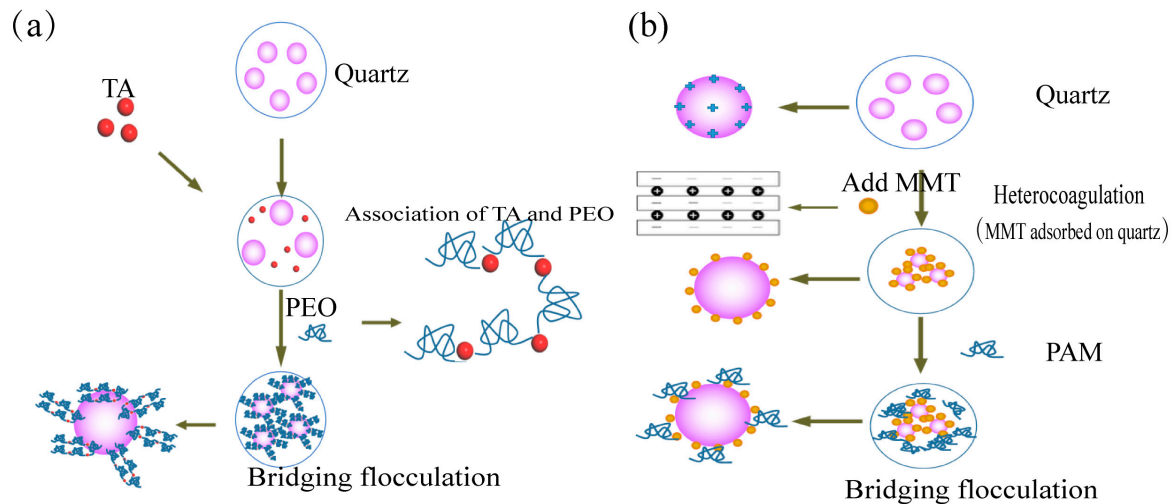 (a)
Quartz
TA
Association of TA and PEO
PEO
Bridging flocculation
(b)
Quartz
Add MMT
Heterocoagulation
(MMT adsorbed on quartz)
PAM
Bridging flocculation